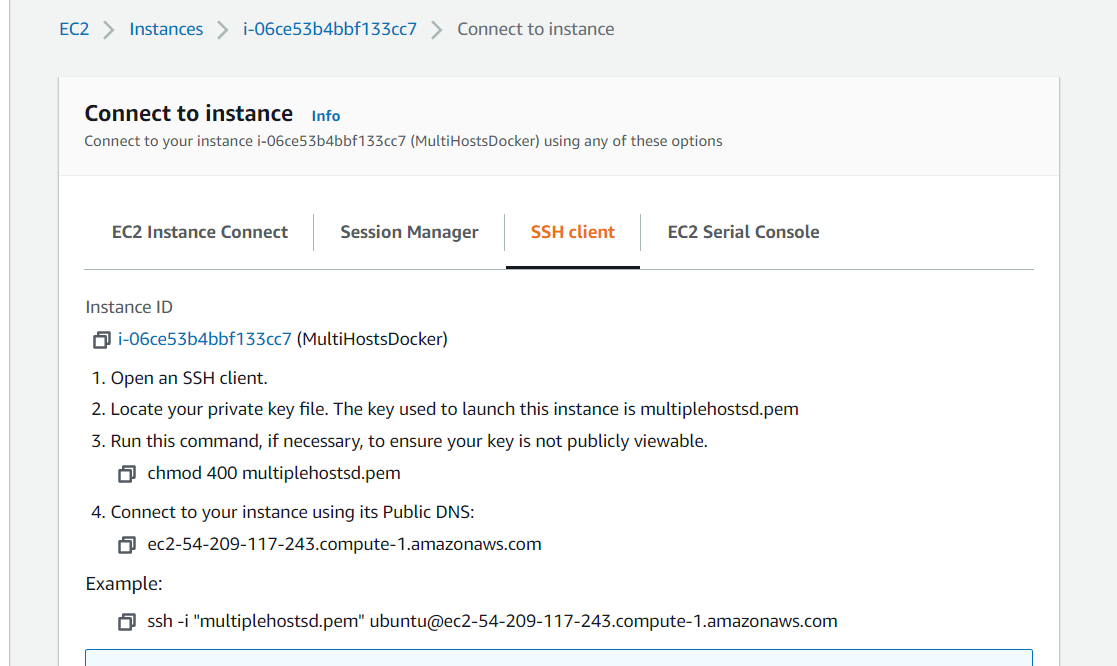 EC2 Instances i-06ce53b4bbf133cc7 Connect to instance
Connect to instance Info
Connect to your instance i-06ce53b4bbf133cc7 (MultiHostsDocker) using any of these options
EC2 Instance Connect Session Manager SSH client EC2 Serial Console
Instance ID
i-06ce53b4bbf133cc7 (MultiHostsDocker)
1. Open an SSH client.
2. Locate your private key file. The key used to launch this instance is multiplehostsd.pem
3. Run this command, if necessary, to ensure your key is not publicly viewable.
chmod 400 multiplehostsd.pem
4. Connect to your instance using its Public DNS:
ec2-54-209-117-243.compute-1.amazonaws.com
Example:
ssh -i "multiplehostsd.pem" ubuntu@ec2-54-209-117-243.compute-1.amazonaws.com